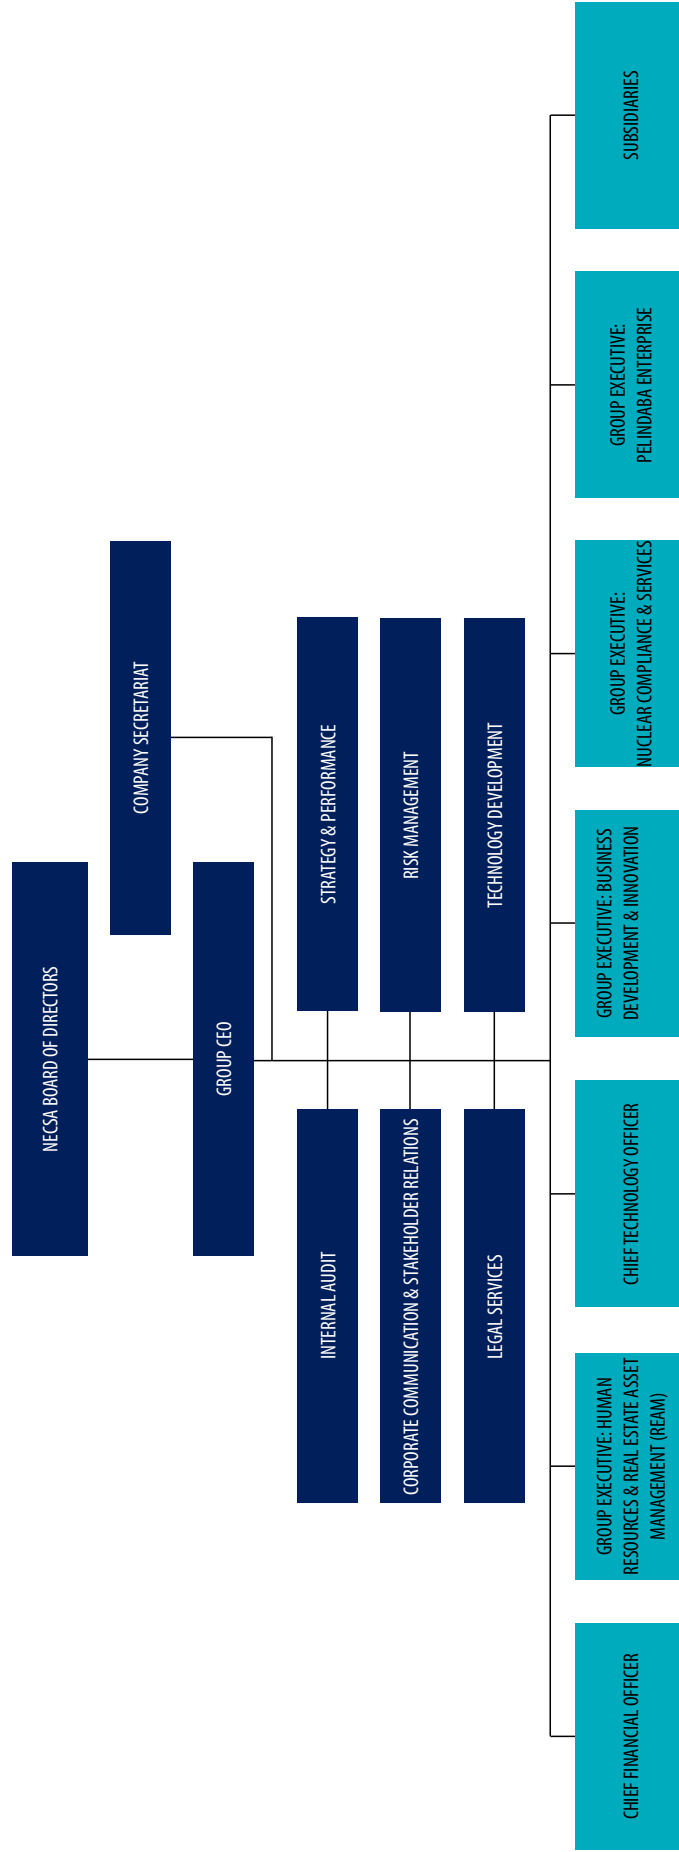 NECSA BOARD OF DIRECTORS
COMPANY SECRETARIAT
GROUP CEO
INTERNAL AUDIT
STRATEGY & PERFORMANCE
CORPORATE COMMUNICATION & STAKEHOLDER RELATIONS
RISK MANAGEMENT
LEGAL SERVICES
TECHNOLOGY DEVELOPMENT
CHIEF FINANCIAL OFFICER
GROUP EXECUTIVE: HUMAN
RESOURCES & REAL ESTATE ASSET
MANAGEMENT (REAM)
CHIEF TECHNOLOGY OFFICER
GROUP EXECUTIVE: BUSINESS
DEVELOPMENT & INNOVATION
GROUP EXECUTIVE:
NUCLEAR COMPLIANCE & SERVICES
GROUP EXECUTIVE:
PELINDABA ENTERPRISE
SUBSIDIARIES